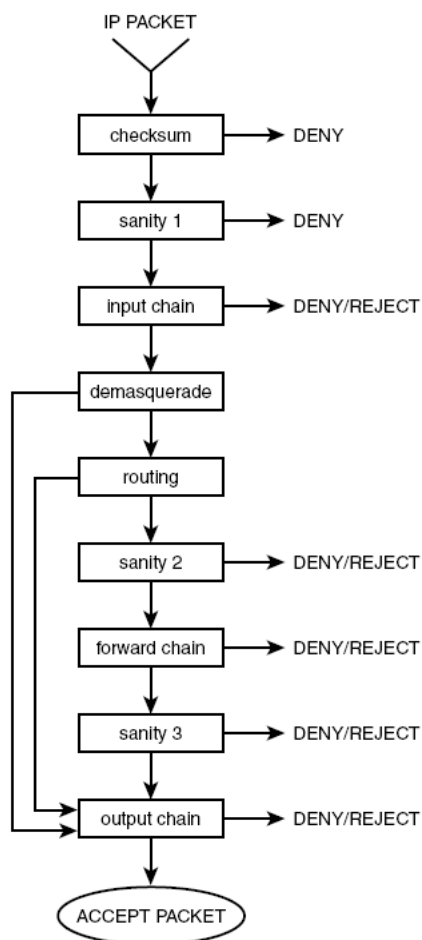 IP PACKET
checksum
DENY
sanity 1
DENY
input chain
DENY/REJECT
demasquerade
routing
sanity 2
DENY/REJECT
forward chain
DENY/REJECT
sanity 3
DENY/REJECT
output chain
DENY/REJECT
ACCEPT PACKET